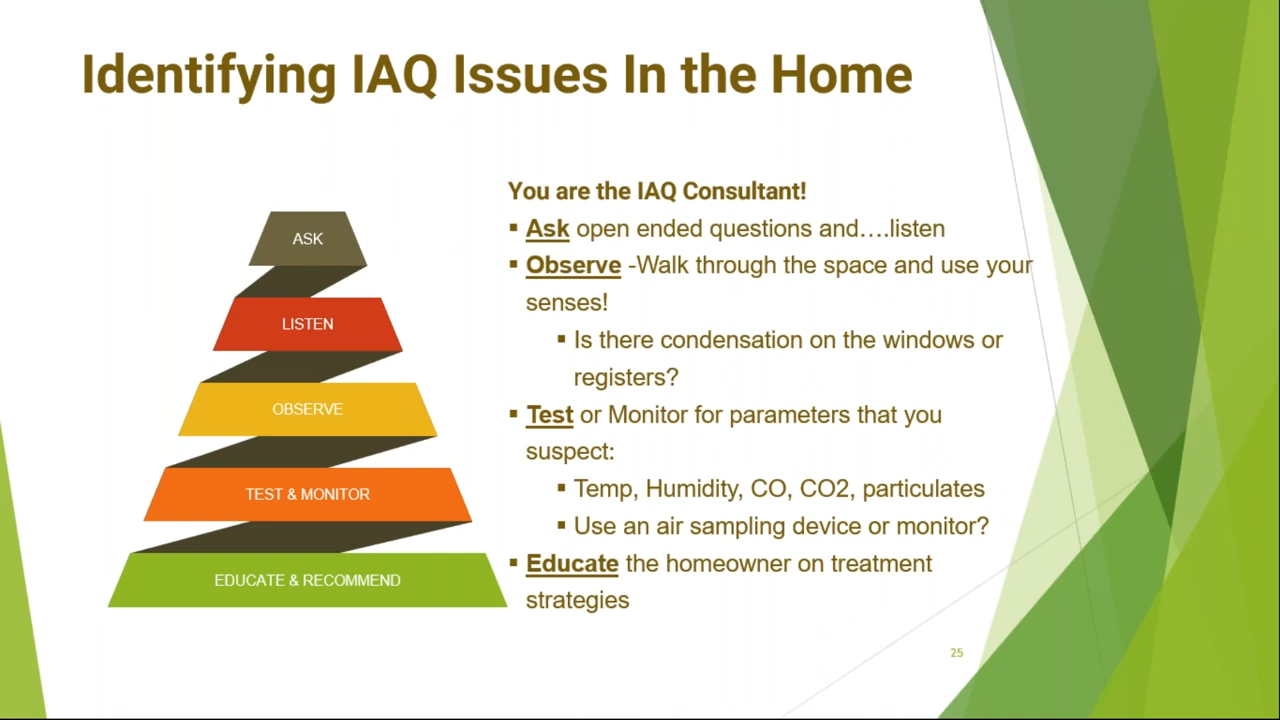 Identifying IAQ Issues In the Home
ASK
LISTEN
OBSERVE
TEST & MONITOR
EDUCATE & RECOMMEND
You are the IAQ Consultant!
▪ Ask open ended questions and….listen
▪ Observe -Walk through the space and use your
senses!
▪ Is there condensation on the windows or
registers?
▪ Test or Monitor for parameters that you
suspect:
▪ Temp, Humidity, CO, CO2, particulates
▪ Use an air sampling device or monitor?
▪ Educate the homeowner on treatment
strategies
25